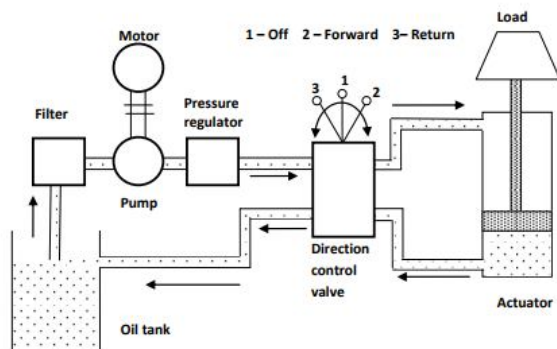 Motor
1 – Off 2 – Forward 3– Return
Load
Filter
Pressure
regulator
3 1 2
Pump
Direction
control
valve
Oil tank
Actuator